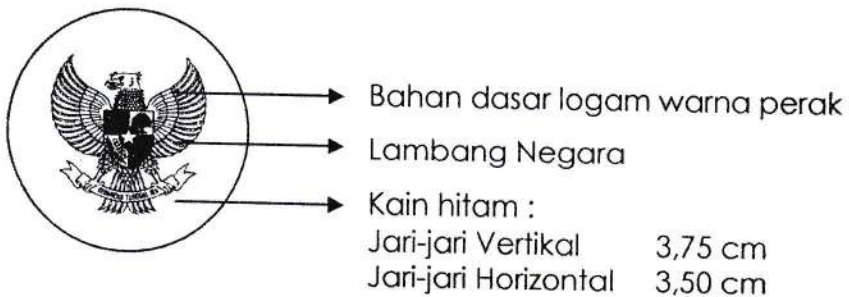 Bahan dasar logam warna perak
Lambang Negara
Kain hitam :
Jari-jari Vertikal 3,75 cm
Jari-jari Horizontal 3,50 cm